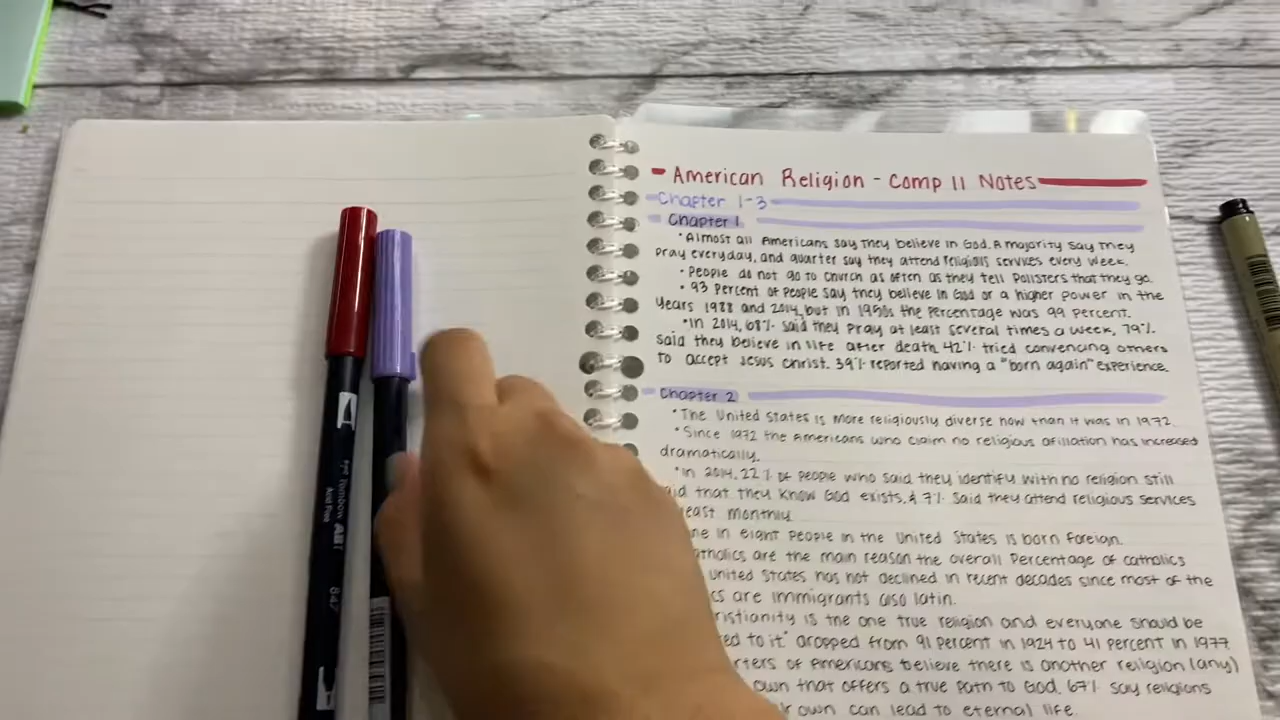 American Religion - Comp II Notes
Chapter 1-3
Chapter 1
• Almost all Americans say they believe in God. A majority say they
pray everyday, and quarter say they attend religious services every week.
• People do not go to church as often as they tell pollsters that they go.
• 93 percent of people say they believe in God or a higher power in the
years 1988 and 2014, but in 1950s the percentage was 99 percent.
• In 2014, 68% said they pray at least several times a week, 79%
said they believe in life after death 42% tried convencing others
to accept Jesus Christ. 39% reported having a "born again" experience.
Chapter 2
• The United States is more religiously diverse now than it was in 1972.
• Since 1972 the Americans who claim no religious afiliation has increased
dramatically.
• In 2014, 22% of people who said they identify with no religion still
said that they know God exists, & 7% said they attend religious services
east monthly.
ne in eight people in the United States is born foreign.
atholics are the main reason the overall percentage of catholics
united States has not declined in recent decades since most of the
cs are immigrants also latin.
ristianity is the one true religion and everyone should be
ed to it" dropped from 91 percent in 1924 to 41 percent in 1977
rters of Americans believe there is another religion (any)
own that offers a true path to God. 67% say religions
r own can lead to eternal life.
Tombow ABT
847